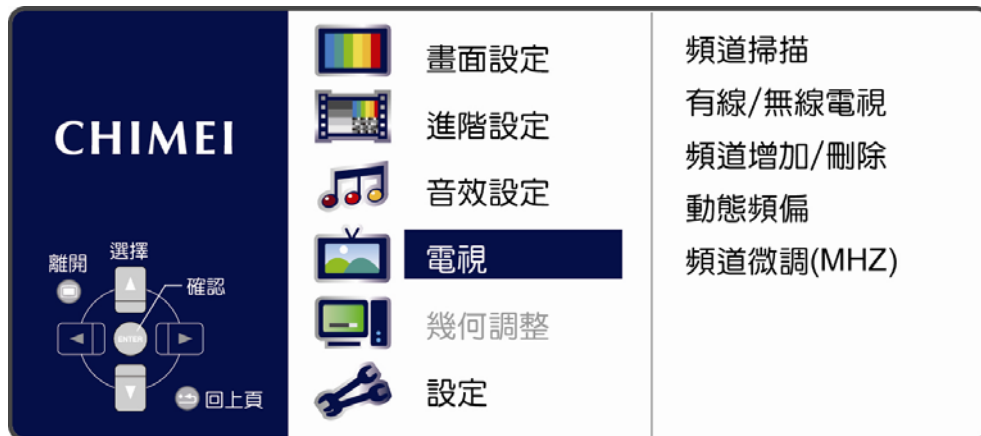 CHIMEI
離開
選擇
確認
ENTER
回上頁
畫面設定
進階設定
音效設定
電視
幾何調整
設定
頻道掃描
有線/無線電視
頻道增加/刪除
動態頻偏
頻道微調(MHZ)